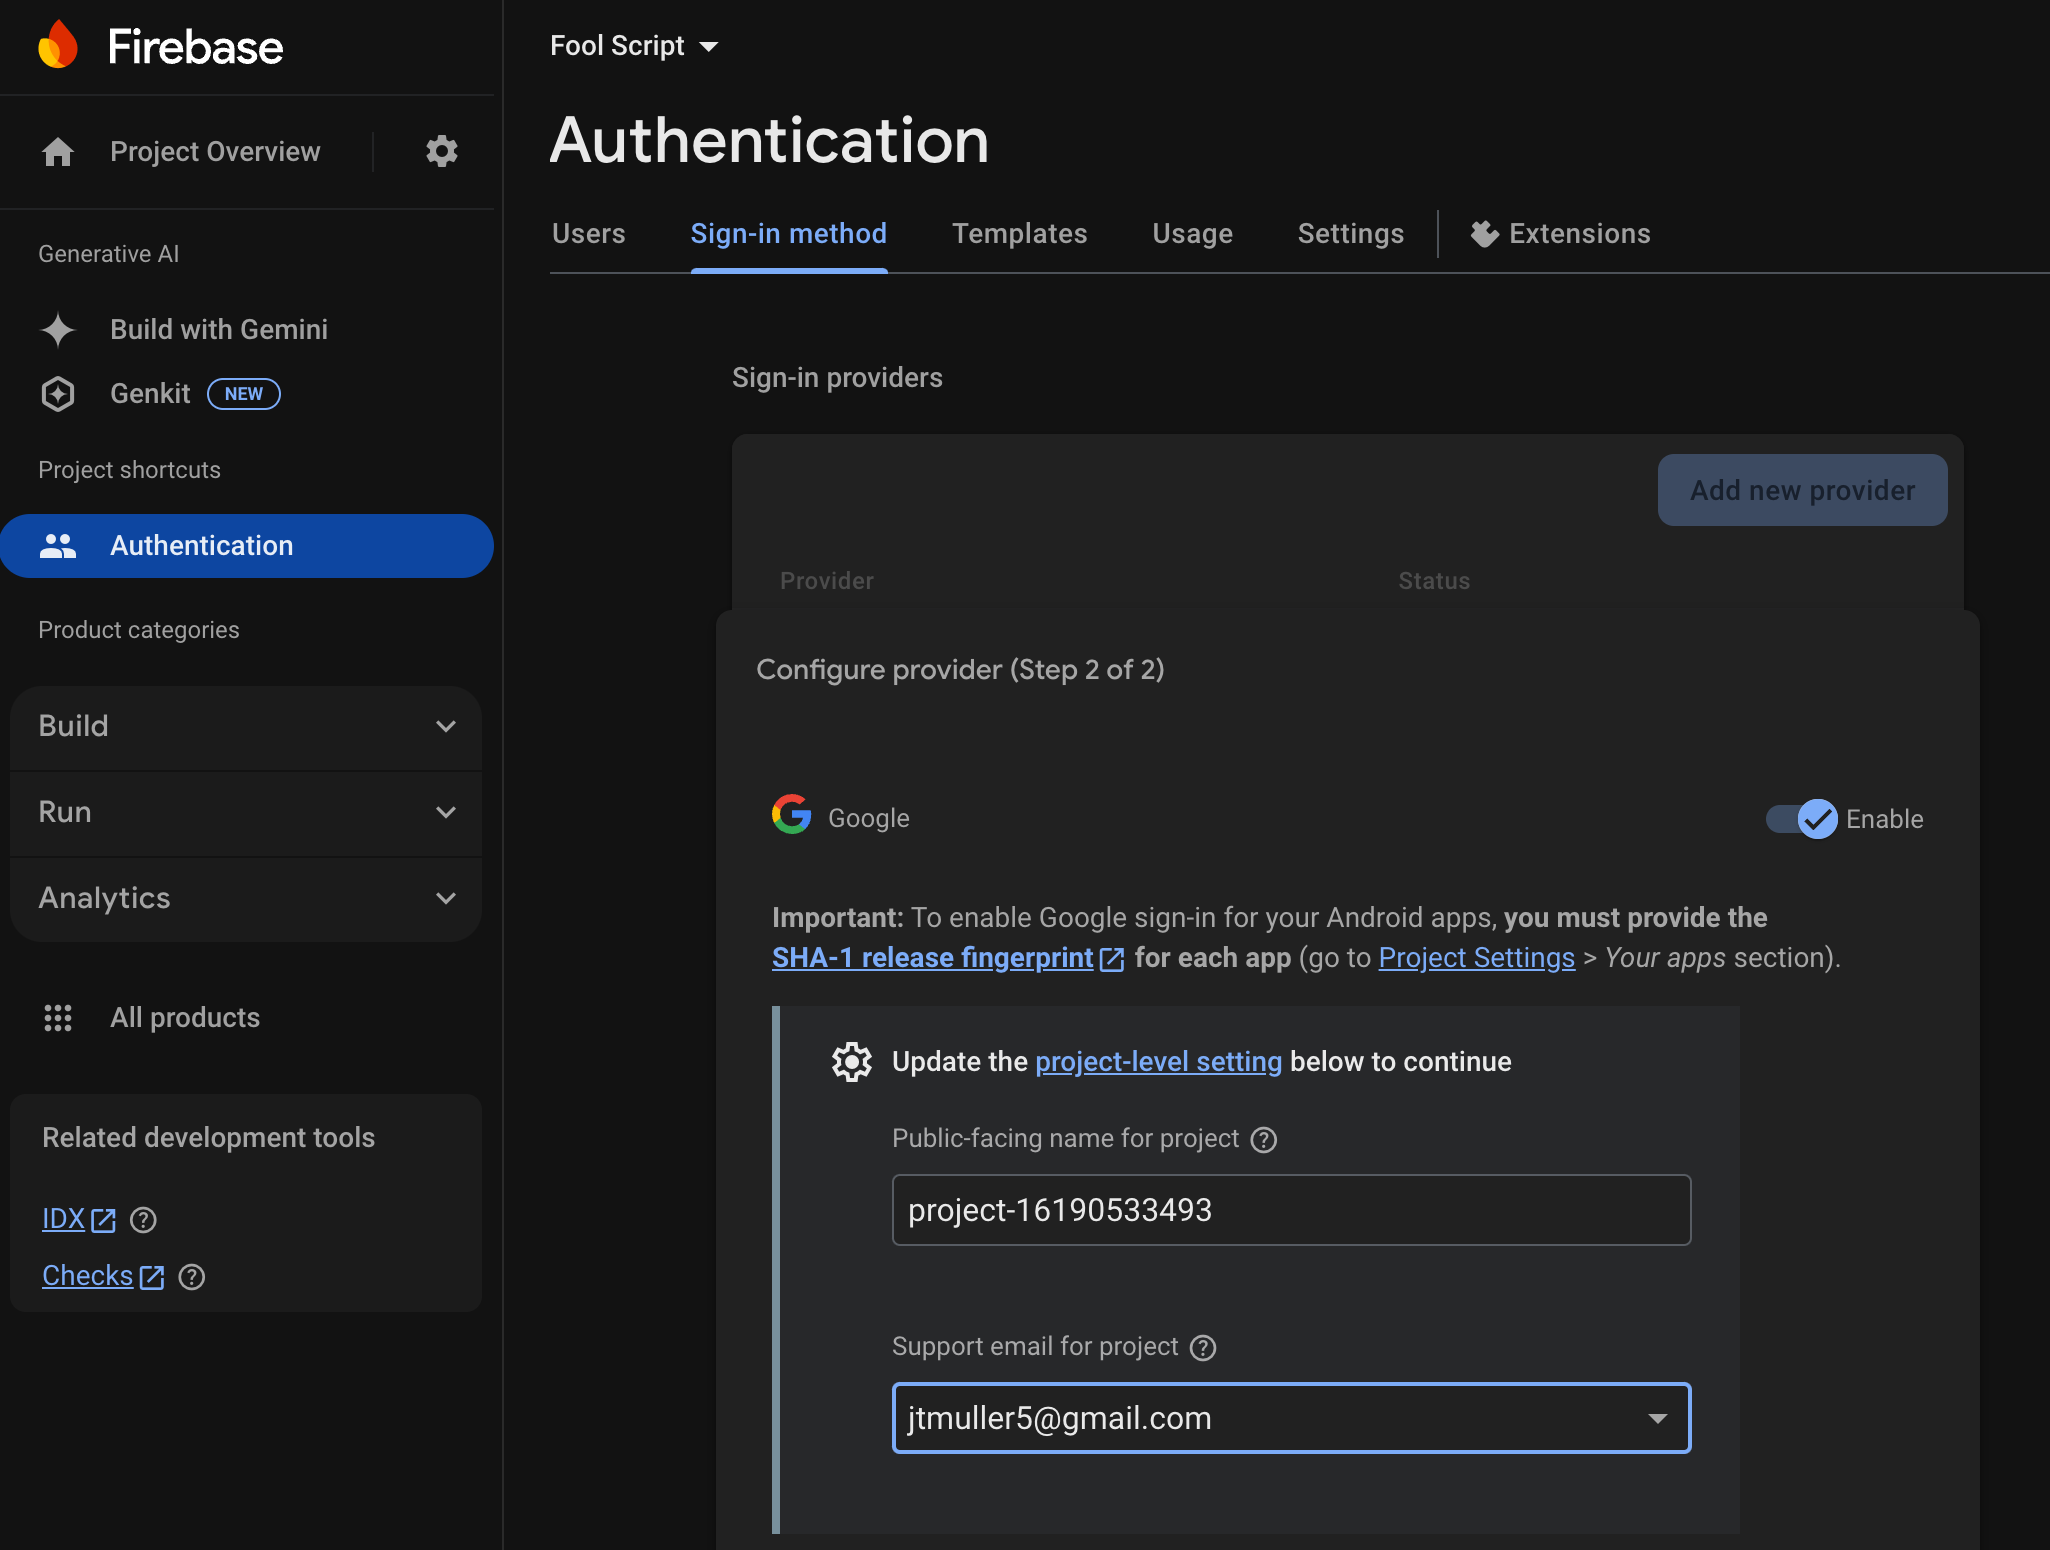 Firebase
Project Overview
Generative AI
Build with Gemini
Genkit NEW
Project shortcuts
Authentication
Product categories
Build
Run
Analytics
All products
Related development tools
IDX
Checks
Fool Script
Authentication
Users Sign-in method Templates Usage Settings Extensions
Sign-in providers
Add new provider
Provider Status
Configure provider (Step 2 of 2)
Google Enable
Important: To enable Google sign-in for your Android apps, you must provide the
SHA-1 release fingerprint for each app (go to Project Settings > Your apps section).
Update the project-level setting below to continue
Public-facing name for project
project-16190533493
Support email for project
jtmuller5@gmail.com